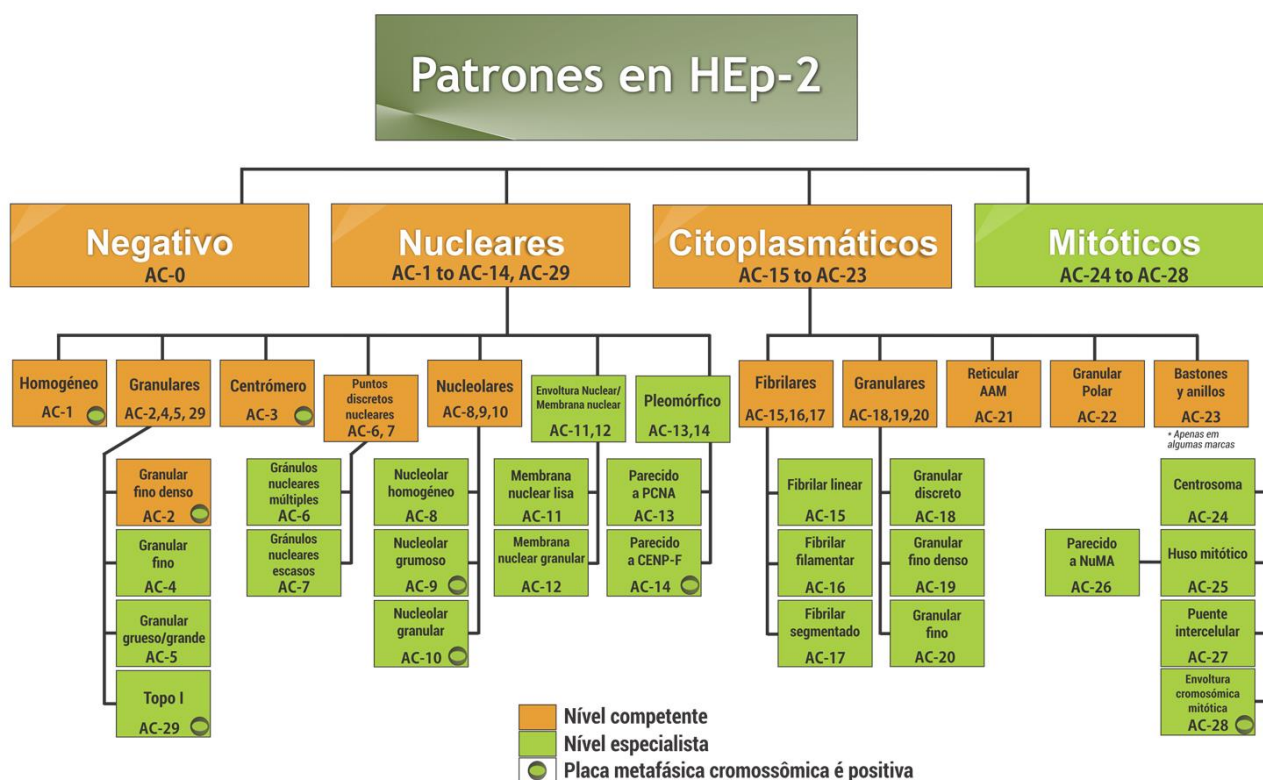 Patrones en HEp-2
Negativo
AC-0
Nucleares
AC-1 to AC-14, AC-29
Citoplasmáticos
AC-15 to AC-23
Mitóticos
AC-24 to AC-28
Homogéneo
AC-1
Granulares
AC-2,4,5, 29
Centrómero
AC-3
Puntos
discretos
nucleares
AC-6, 7
Nucleolares
AC-8,9,10
Envoltura Nuclear/
Membrana nuclear
AC-11,12
Pleomórfico
AC-13,14
Fibrilares
AC-15,16,17
Granulares
AC-18,19,20
Reticular
AAM
AC-21
Granular
Polar
AC-22
Bastones
y anillos
AC-23
* Apenas em
algumas marcas
Granular
fino denso
AC-2
Granular
fino
AC-4
Granular
grueso/grande
AC-5
Topo I
AC-29
Gránulos
nucleares
múltiples
AC-6
Gránulos
nucleares
escasos
AC-7
Nucleolar
homogéneo
AC-8
Nucleolar
grumoso
AC-9
Nucleolar
granular
AC-10
Membrana
nuclear lisa
AC-11
Membrana
nuclear granular
AC-12
Parecido
a PCNA
AC-13
Parecido
a CENP-F
AC-14
Fibrilar linear
AC-15
Fibrilar
filamentar
AC-16
Fibrilar
segmentado
AC-17
Granular
discreto
AC-18
Granular
fino denso
AC-19
Granular
fino
AC-20
Centrosoma
AC-24
Parecido
a NuMA
AC-26
Huso mitótico
AC-25
Puente
intercelular
AC-27
Envoltura
cromosómica
mitótica
AC-28
Nível competente
Nível especialista
Placa metafásica cromossômica é positiva